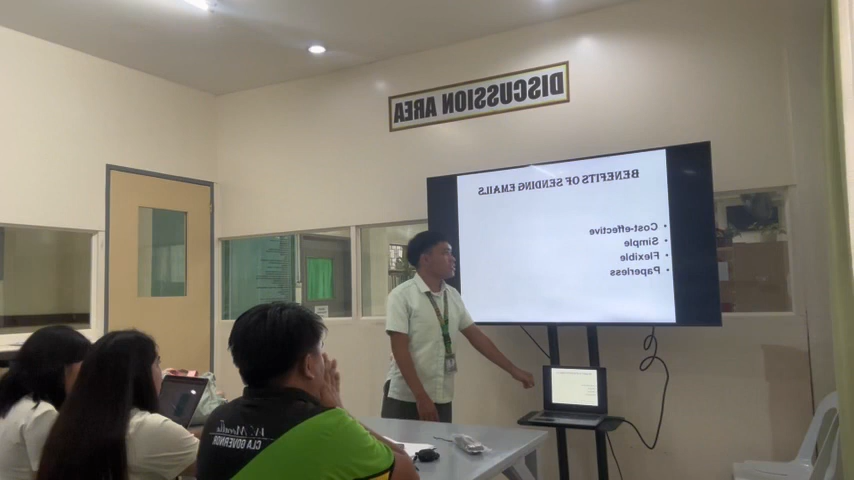 DISCUSSION AREA
BENEFITS OF SENDING EMAILS
• Cost-effective
• Simple
• Flexible
• Paperless
CLA GOVERNOR